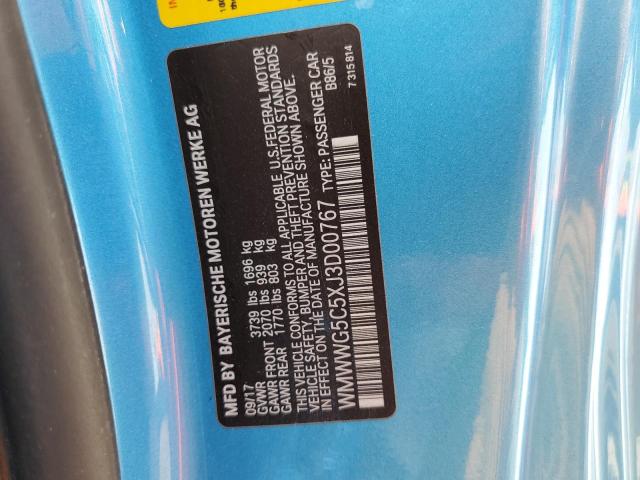 MFD BY BAYERISCHE MOTOREN WERKE AG
09/17
GVWR 3739 lbs 1696 kg
GAWR FRONT 2070 lbs 939 kg
GAWR REAR 1770 lbs 803 kg
THIS VEHICLE CONFORMS TO ALL APPLICABLE U.S.FEDERAL MOTOR
VEHICLE SAFETY, BUMPER AND THEFT PREVENTION STANDARDS
IN EFFECT ON THE DATE OF MANUFACTURE SHOWN ABOVE.
WMWWG5C5XJ3D00767 TYPE: PASSENGER CAR
B86/5
7 315 814